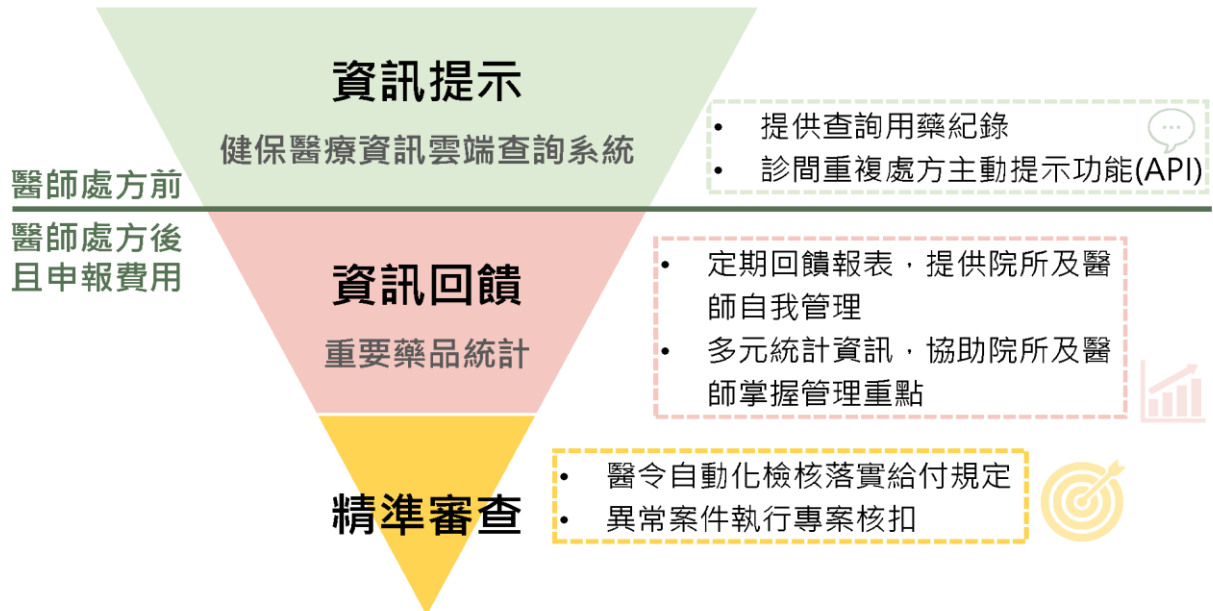 資訊提示
健保醫療資訊雲端查詢系統
• 提供查詢用藥紀錄
• 診間重複處方主動提示功能(API)
醫師處方前
醫師處方後
且申報費用
資訊回饋
重要藥品統計
• 定期回饋報表，提供院所及醫
師自我管理
• 多元統計資訊，協助院所及醫
師掌握管理重點
精準審查
• 醫令自動化檢核落實給付規定
• 異常案件執行專案核扣